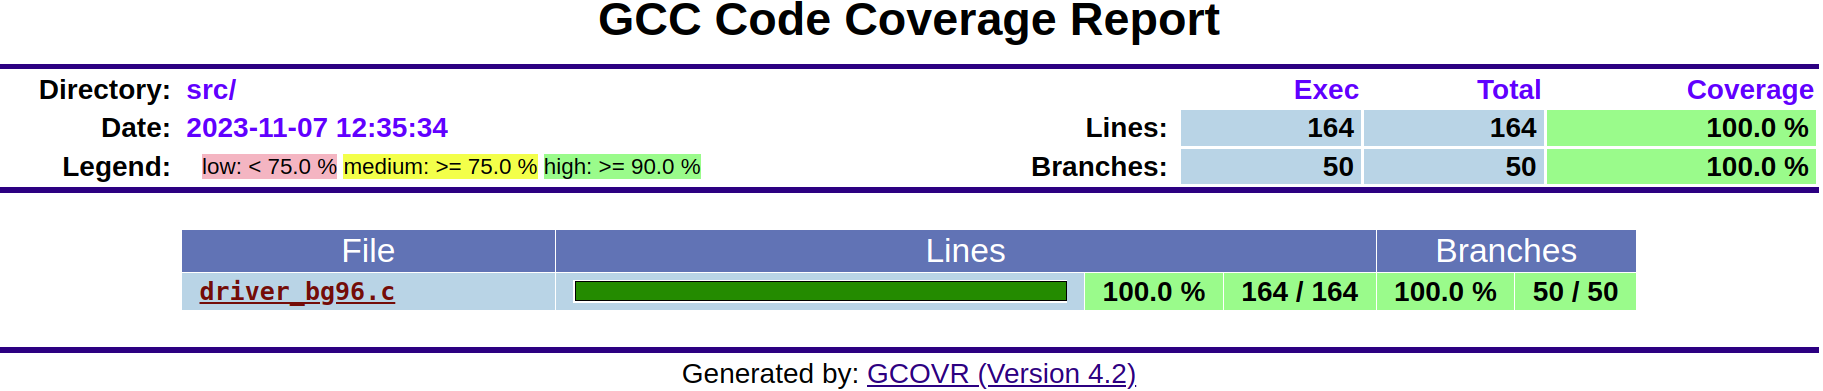 GCC Code Coverage Report
Directory: src/ Exec Total Coverage
Date: 2023-11-07 12:35:34 Lines: 164 164 100.0 %
Legend: low: < 75.0 % medium: >= 75.0 % high: >= 90.0 % Branches: 50 50 100.0 %
File Lines Branches
driver_bg96.c 100.0 % 164 / 164 100.0 % 50 / 50
Generated by: GCOVR (Version 4.2)